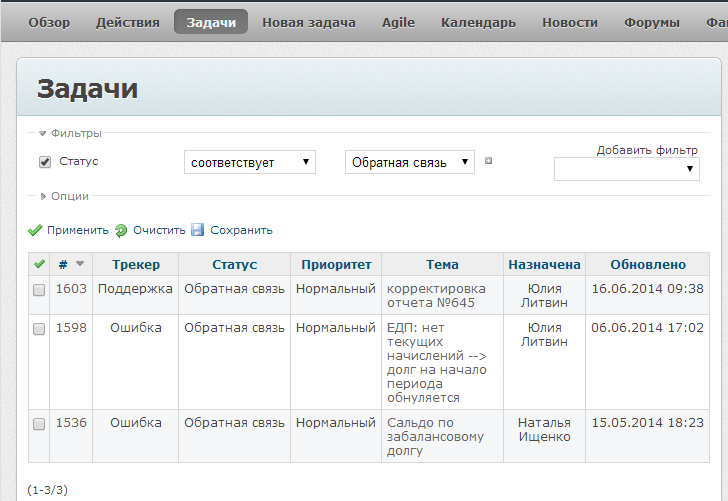 Обзор Действия Задачи Новая задача Agile Календарь Новости Форумы
Задачи
Фильтры
Статус соответствует Обратная связь Добавить фильтр
Опции
Применить Очистить Сохранить
# Трекер Статус Приоритет Тема Назначена Обновлено
1603 Поддержка Обратная связь Нормальный корректировка Юлия 16.06.2014 09:38
отчета №645 Литвин
1598 Ошибка Обратная связь Нормальный ЕДП: нет Юлия 06.06.2014 17:02
текущих Литвин
начислений -->
долг на начало
периода
обнуляется
1536 Ошибка Обратная связь Нормальный Сальдо по Наталья 15.05.2014 18:23
забалансовому Ищенко
долгу
(1-3/3)